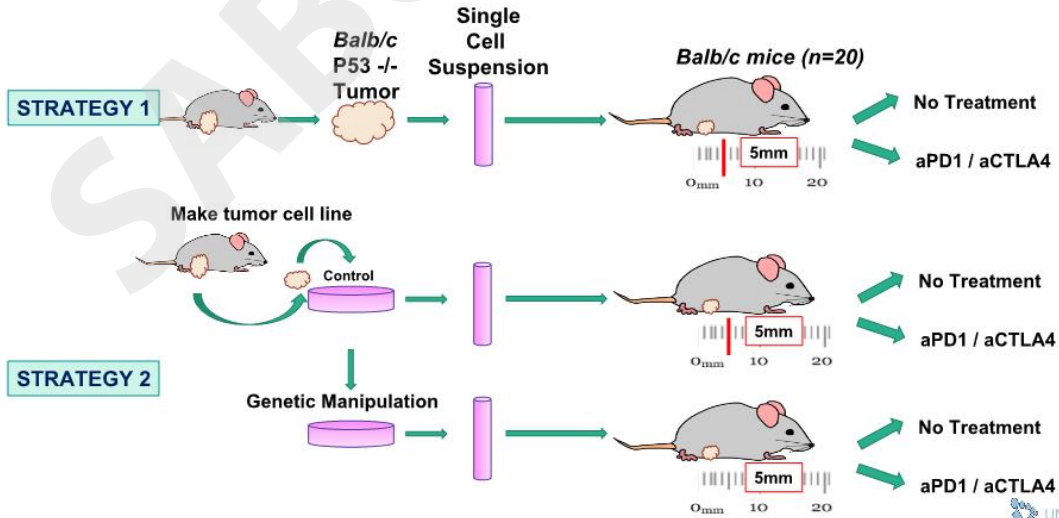 Balb/c
P53 -/-
Tumor
Single
Cell
Suspension
Balb/c mice (n=20)
STRATEGY 1
No Treatment
aPD1 / aCTLA4
5mm
0mm 10 20
Make tumor cell line
Control
No Treatment
aPD1 / aCTLA4
5mm
0mm 10 20
STRATEGY 2
Genetic Manipulation
No Treatment
aPD1 / aCTLA4
5mm
0mm 10 20